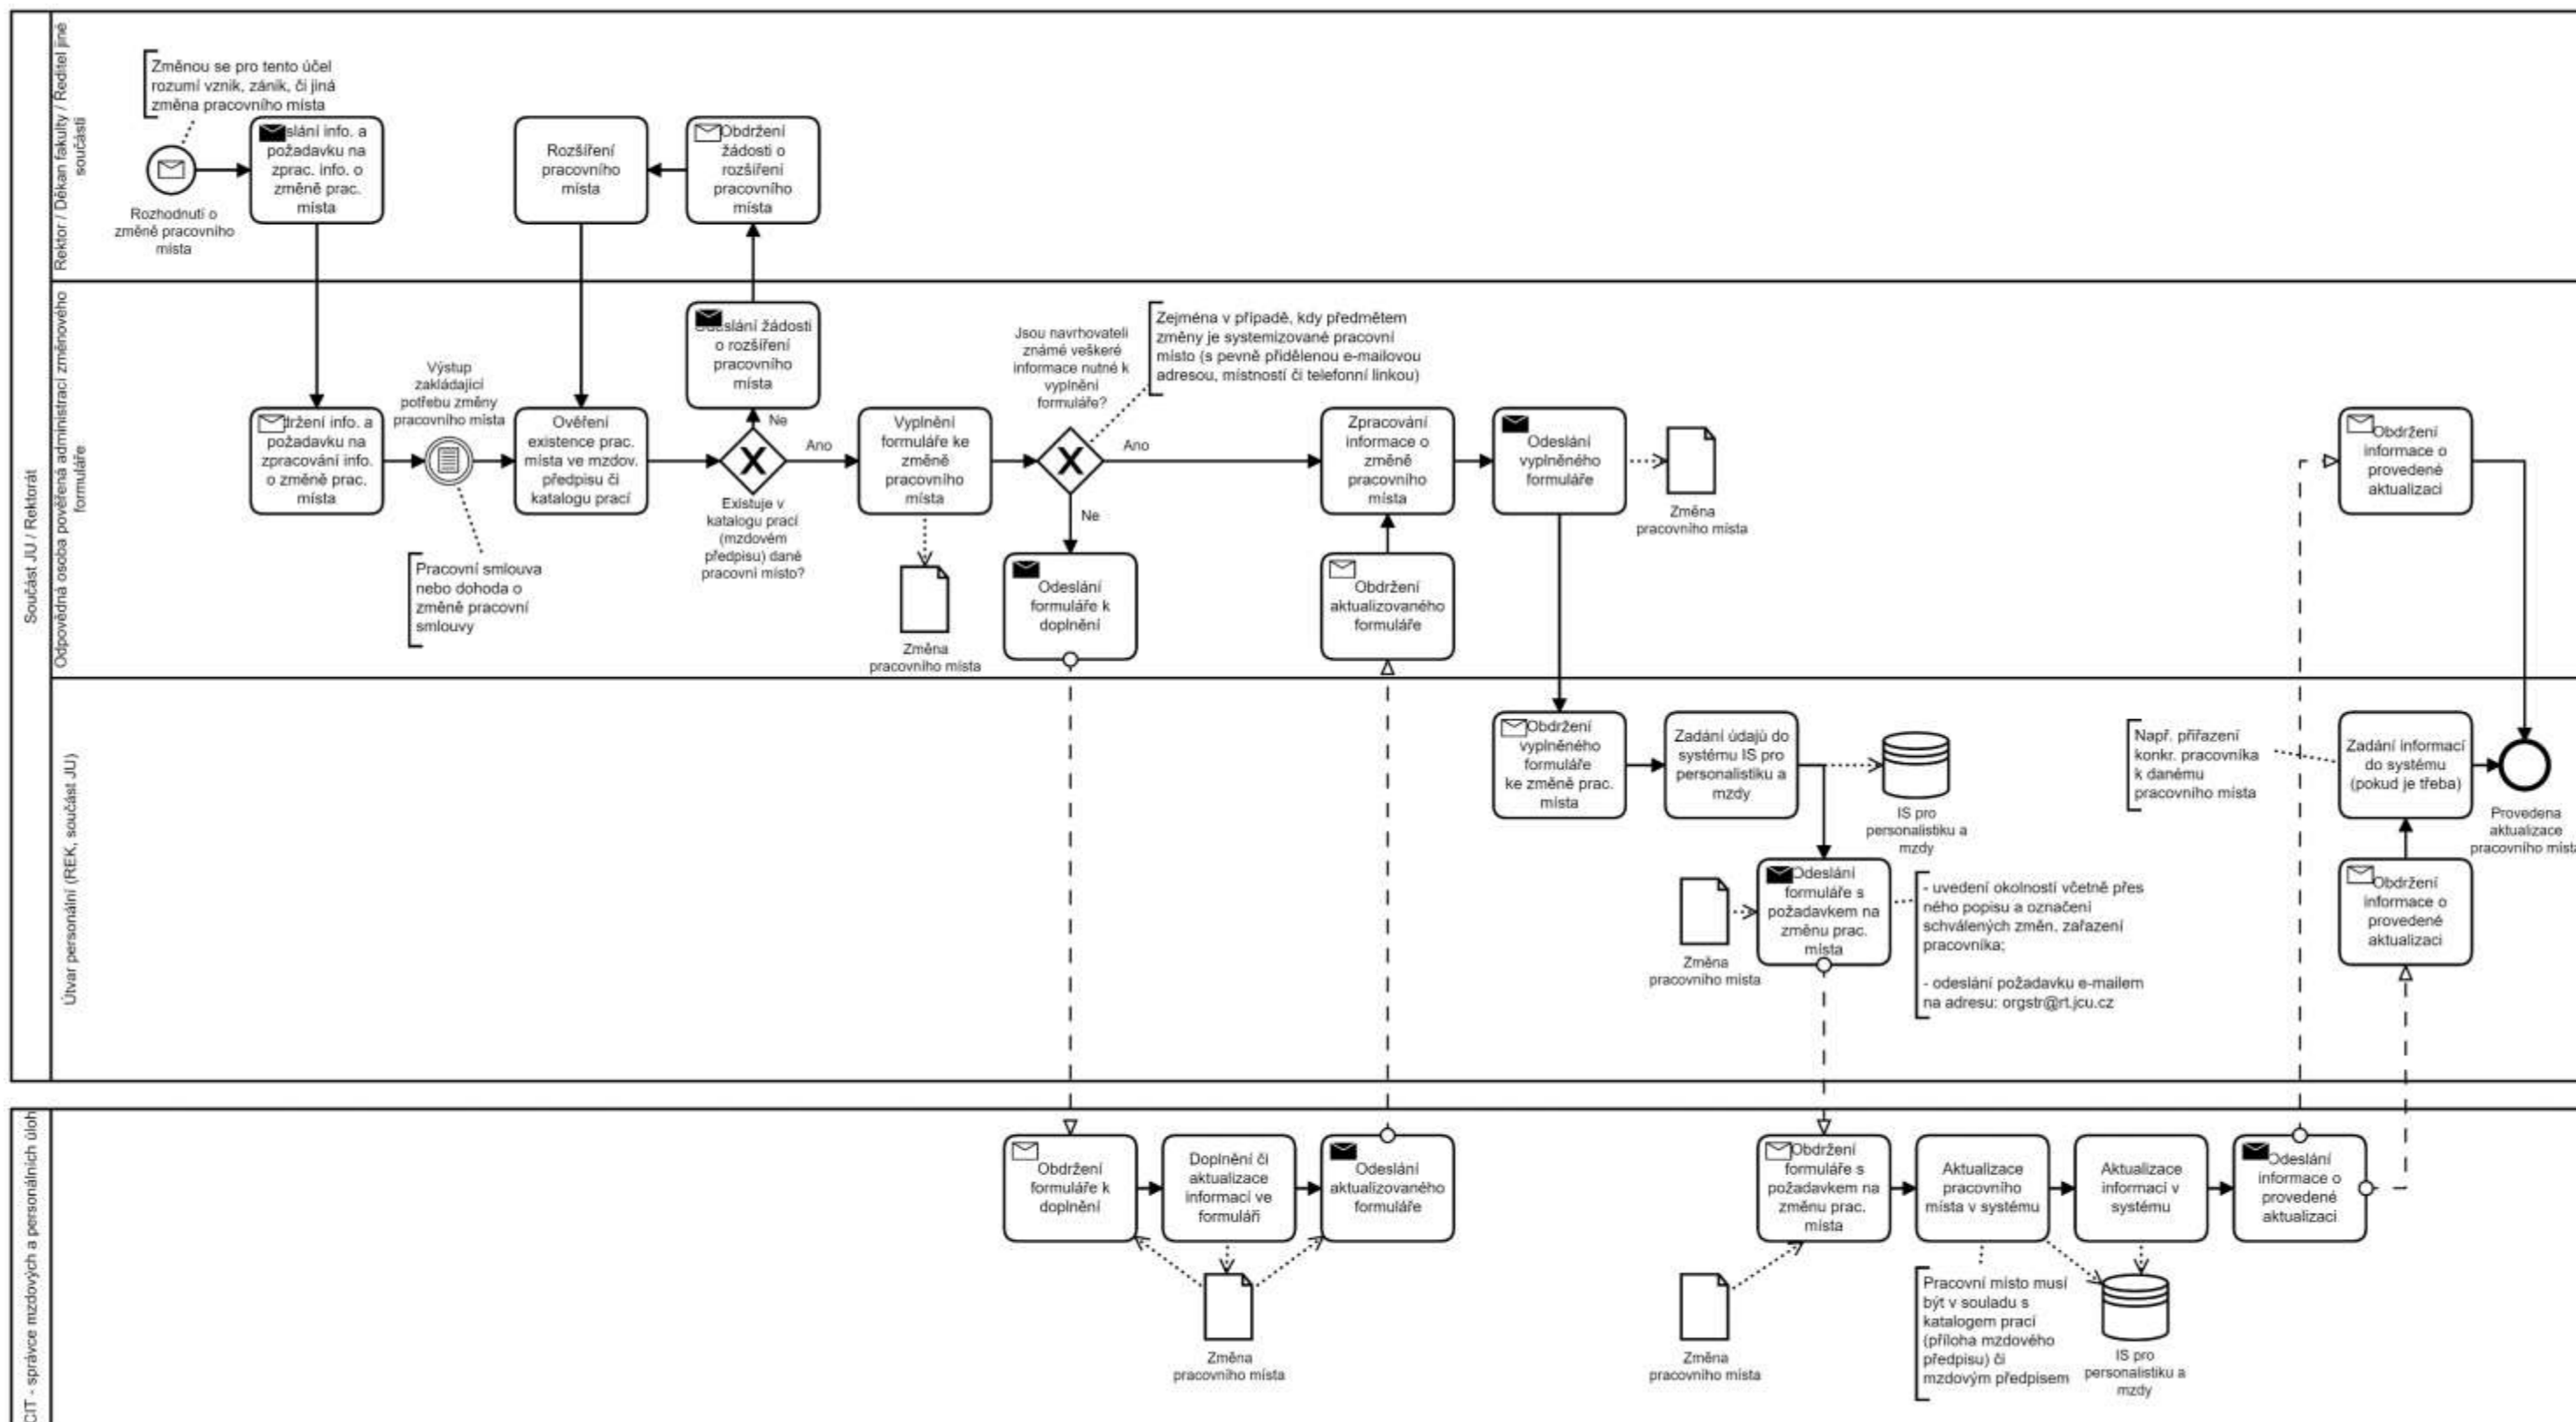 Součást JU / Rektorát
Rektor / Děkan fakulty / Ředitel jiné
součásti
Změnou se pro tento účel
rozumí vznik, zánik, či jiná
změna pracovního místa
Rozhodnutí o
změně pracovního
místa
slání info. a
požadavku na
zprac. info. o
změně prac.
místa
Rozšíření
pracovního
místa
Obdržení
žádosti o
rozšíření
pracovního
místa
Odpovědná osoba pověřená administrací změnového
formuláře
držení info. a
požadavku na
zpracování info.
o změně prac.
místa
Výstup
zakládající
potřebu změny
pracovního místa
Pracovní smlouva
nebo dohoda o
změně pracovní
smlouvy
Ověření
existence prac.
místa ve mzdov.
předpisu či
katalogu prací
slání žádosti
o rozšíření
pracovního
místa
Ne
Ano
Existuje v
katalogu prací
(mzdovém
předpisu) dané
pracovní místo?
Vyplnění
formuláře ke
změně
pracovního
místa
Změna
pracovního místa
Jsou navrhovateli
známé veškeré
informace nutné k
vyplnění
formuláře?
Zejména v případě, kdy předmětem
změny je systemizované pracovní
místo (s pevně přidělenou e-mailovou
adresou, místností či telefonní linkou)
Ano
Ne
Odeslání
formuláře k
doplnění
Zpracování
informace o
změně
pracovního
místa
Obdržení
aktualizovaného
formuláře
Odeslání
vyplněného
formuláře
Změna
pracovního místa
Obdržení
informace o
provedené
aktualizaci
Útvar personální (REK, součást JU)
Obdržení
vyplněného
formuláře
ke změně prac.
místa
Zadání údajů do
systému IS pro
personalistiku a
mzdy
IS pro
personalistiku a
mzdy
Změna
pracovního místa
Odeslání
formuláře s
požadavkem na
změnu prac.
místa
- uvedení okolností včetně přes
ného popisu a označení
schválených změn, zařazení
pracovníka;
- odeslání požadavku e-mailem
na adresu: orgstr@rt.jcu.cz
Např. přiřazení
konkr. pracovníka
k danému
pracovního místa
Zadání informací
do systému
(pokud je třeba)
Provedena
aktualizace
pracovního místa
Obdržení
informace o
provedené
aktualizaci
CIT - správce mzdových a personálních úloh
Obdržení
formuláře k
doplnění
Doplnění či
aktualizace
informací ve
formuláři
Odeslání
aktualizovaného
formuláře
Změna
pracovního místa
Obdržení
formuláře s
požadavkem na
změnu prac.
místa
Změna
pracovního místa
Aktualizace
pracovního
místa v systému
Pracovní místo musí
být v souladu s
katalogem prací
(příloha mzdového
předpisu) či
mzdovým předpisem
Aktualizace
informací v
systému
IS pro
personalistiku a
mzdy
Odeslání
informace o
provedené
aktualizaci